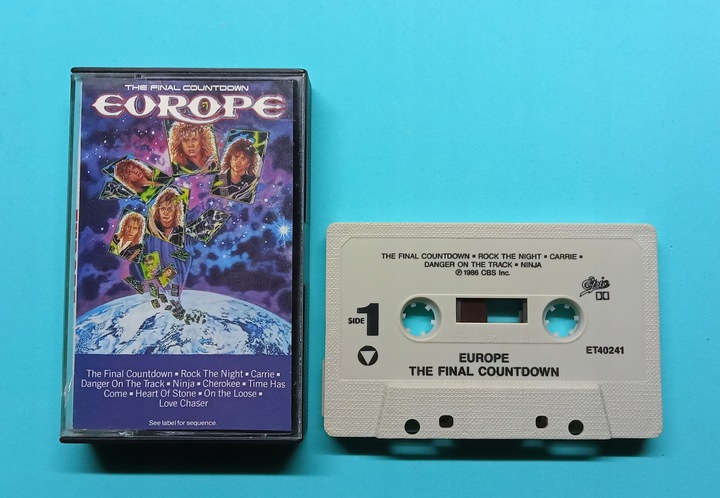 THE FINAL COUNTDOWN
EUROPE
The Final Countdown ▪ Rock The Night ▪ Carrie ▪
Danger On The Track ▪ Ninja ▪ Cherokee ▪ Time Has
Come ▪ Heart Of Stone ▪ On the Loose ▪
Love Chaser
See label for sequence.
THE FINAL COUNTDOWN ▪ ROCK THE NIGHT ▪ CARRIE ▪
DANGER ON THE TRACK ▪ NINJA
℗ 1986 CBS Inc.
Epic
SIDE 1
ET40241
EUROPE
THE FINAL COUNTDOWN